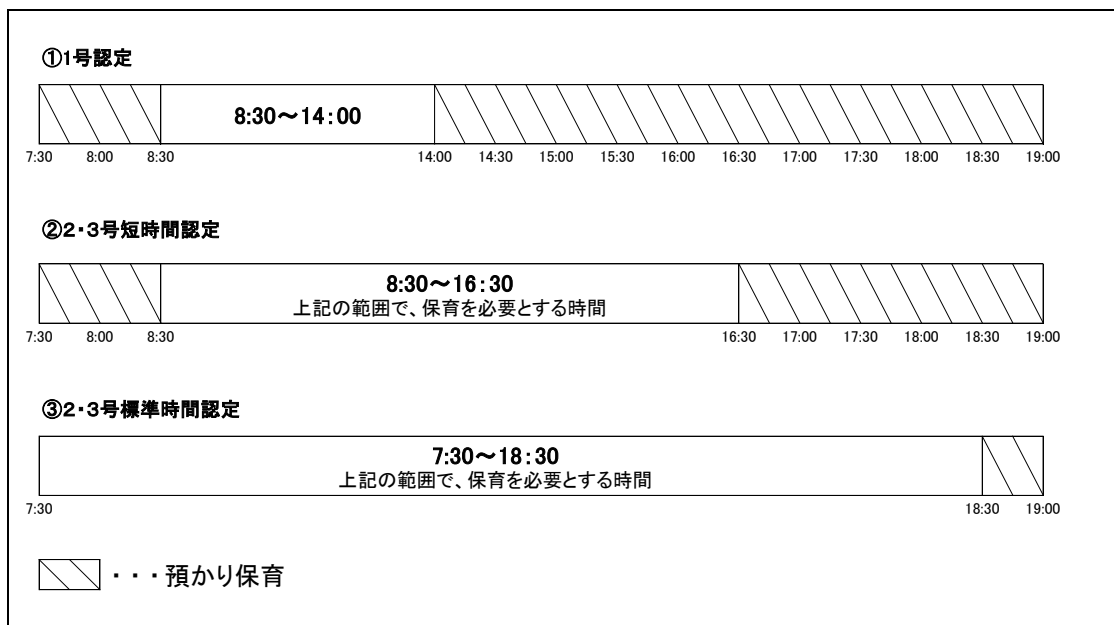 ①1号認定
8:30～14:00
7:30 8:00 8:30 14:00 14:30 15:00 15:30 16:00 16:30 17:00 17:30 18:00 18:30 19:00
②2・3号短時間認定
8:30～16:30
上記の範囲で、保育を必要とする時間
7:30 8:00 8:30 16:30 17:00 17:30 18:00 18:30 19:00
③2・3号標準時間認定
7:30～18:30
上記の範囲で、保育を必要とする時間
7:30 18:30 19:00
・・・預かり保育